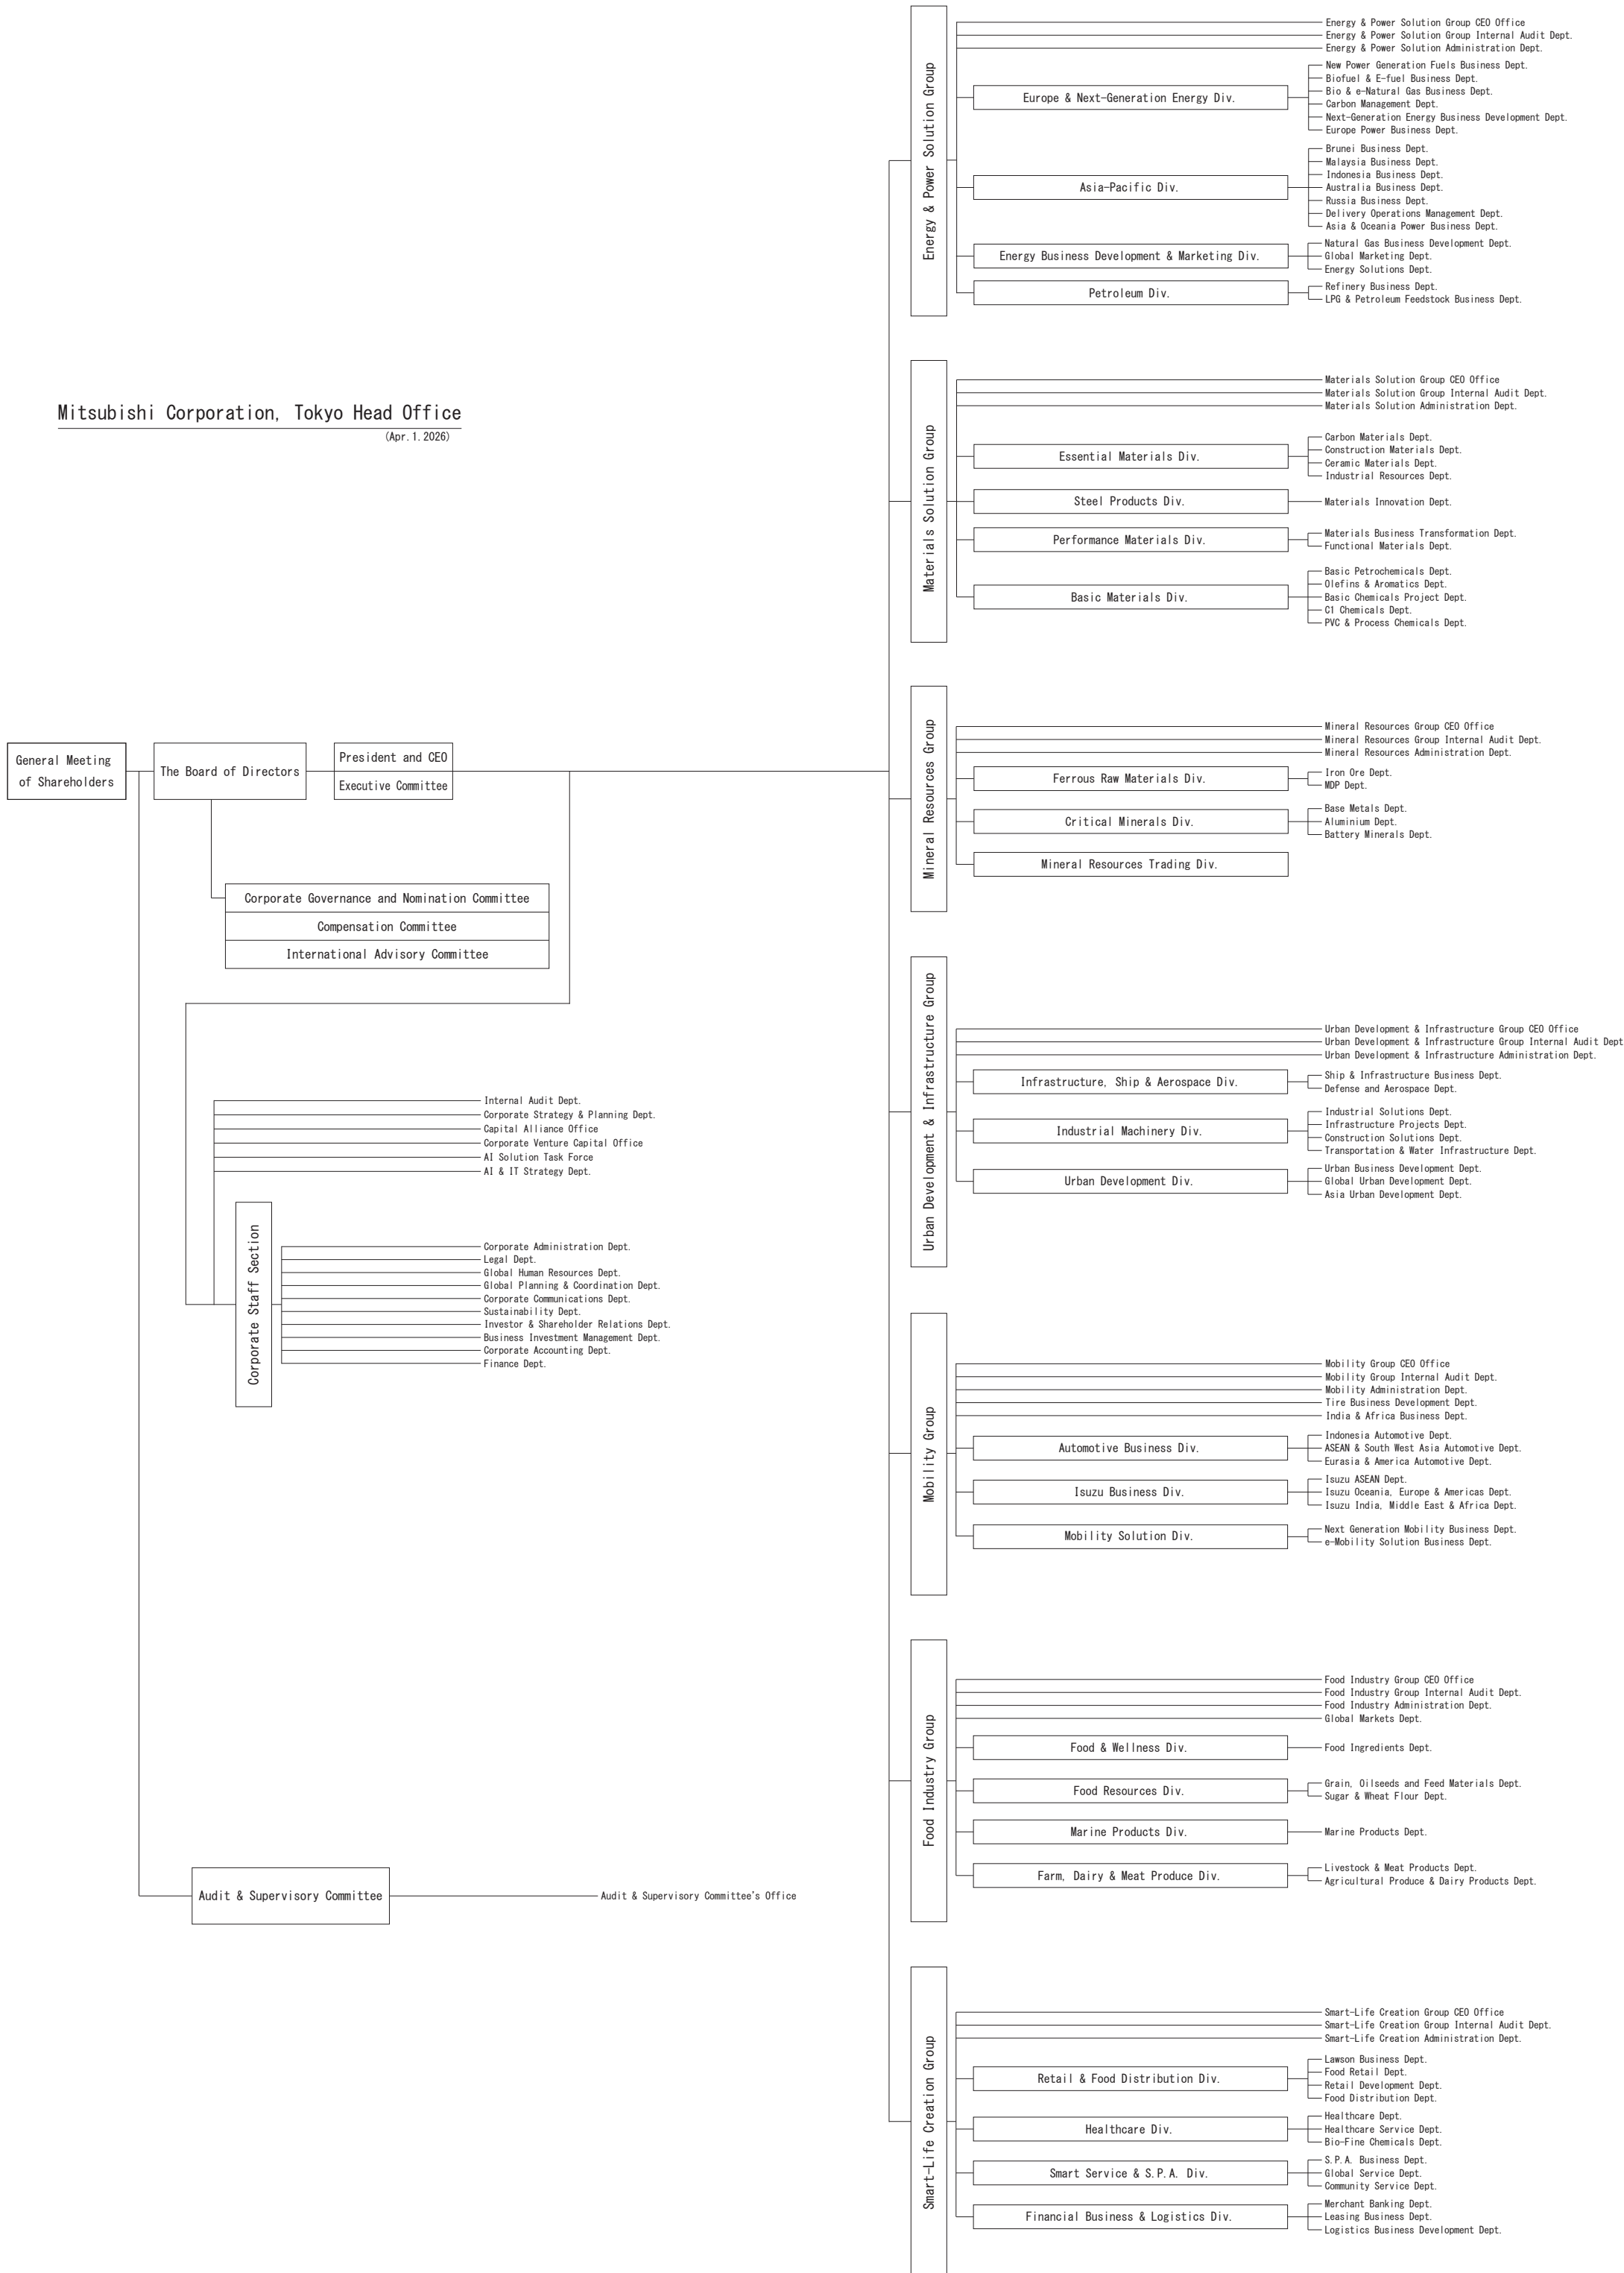 Mitsubishi Corporation, Tokyo Head Office
(Apr.1.2026)
General Meeting
of Shareholders
The Board of Directors
President and CEO
Executive Committee
Corporate Governance and Nomination Committee
Compensation Committee
International Advisory Committee
Internal Audit Dept.
Corporate Strategy & Planning Dept.
Capital Alliance Office
Corporate Venture Capital Office
AI Solution Task Force
AI & IT Strategy Dept.
Corporate Staff Section
Corporate Administration Dept.
Legal Dept.
Global Human Resources Dept.
Global Planning & Coordination Dept.
Corporate Communications Dept.
Sustainability Dept.
Investor & Shareholder Relations Dept.
Business Investment Management Dept.
Corporate Accounting Dept.
Finance Dept.
Audit & Supervisory Committee
Audit & Supervisory Committee's Office
Energy & Power Solution Group
Energy & Power Solution Group CEO Office
Energy & Power Solution Group Internal Audit Dept.
Energy & Power Solution Administration Dept.
Europe & Next-Generation Energy Div.
New Power Generation Fuels Business Dept.
Biofuel & E-fuel Business Dept.
Bio & e-Natural Gas Business Dept.
Carbon Management Dept.
Next-Generation Energy Business Development Dept.
Europe Power Business Dept.
Asia-Pacific Div.
Brunei Business Dept.
Malaysia Business Dept.
Indonesia Business Dept.
Australia Business Dept.
Russia Business Dept.
Delivery Operations Management Dept.
Asia & Oceania Power Business Dept.
Energy Business Development & Marketing Div.
Natural Gas Business Development Dept.
Global Marketing Dept.
Energy Solutions Dept.
Petroleum Div.
Refinery Business Dept.
LPG & Petroleum Feedstock Business Dept.
Materials Solution Group
Materials Solution Group CEO Office
Materials Solution Group Internal Audit Dept.
Materials Solution Administration Dept.
Essential Materials Div.
Carbon Materials Dept.
Construction Materials Dept.
Ceramic Materials Dept.
Industrial Resources Dept.
Steel Products Div.
Materials Innovation Dept.
Performance Materials Div.
Materials Business Transformation Dept.
Functional Materials Dept.
Basic Materials Div.
Basic Petrochemicals Dept.
Olefins & Aromatics Dept.
Basic Chemicals Project Dept.
C1 Chemicals Dept.
PVC & Process Chemicals Dept.
Mineral Resources Group
Mineral Resources Group CEO Office
Mineral Resources Group Internal Audit Dept.
Mineral Resources Administration Dept.
Ferrous Raw Materials Div.
Iron Ore Dept.
MDP Dept.
Critical Minerals Div.
Base Metals Dept.
Aluminium Dept.
Battery Minerals Dept.
Mineral Resources Trading Div.
Urban Development & Infrastructure Group
Urban Development & Infrastructure Group CEO Office
Urban Development & Infrastructure Group Internal Audit Dept
Urban Development & Infrastructure Administration Dept.
Infrastructure, Ship & Aerospace Div.
Ship & Infrastructure Business Dept.
Defense and Aerospace Dept.
Industrial Machinery Div.
Industrial Solutions Dept.
Infrastructure Projects Dept.
Construction Solutions Dept.
Transportation & Water Infrastructure Dept.
Urban Development Div.
Urban Business Development Dept.
Global Urban Development Dept.
Asia Urban Development Dept.
Mobility Group
Mobility Group CEO Office
Mobility Group Internal Audit Dept.
Mobility Administration Dept.
Tire Business Development Dept.
India & Africa Business Dept.
Automotive Business Div.
Indonesia Automotive Dept.
ASEAN & South West Asia Automotive Dept.
Eurasia & America Automotive Dept.
Isuzu Business Div.
Isuzu ASEAN Dept.
Isuzu Oceania, Europe & Americas Dept.
Isuzu India, Middle East & Africa Dept.
Mobility Solution Div.
Next Generation Mobility Business Dept.
e-Mobility Solution Business Dept.
Food Industry Group
Food Industry Group CEO Office
Food Industry Group Internal Audit Dept.
Food Industry Administration Dept.
Global Markets Dept.
Food & Wellness Div.
Food Ingredients Dept.
Food Resources Div.
Grain, Oilseeds and Feed Materials Dept.
Sugar & Wheat Flour Dept.
Marine Products Div.
Marine Products Dept.
Farm, Dairy & Meat Produce Div.
Livestock & Meat Products Dept.
Agricultural Produce & Dairy Products Dept.
Smart-Life Creation Group
Smart-Life Creation Group CEO Office
Smart-Life Creation Group Internal Audit Dept.
Smart-Life Creation Administration Dept.
Retail & Food Distribution Div.
Lawson Business Dept.
Food Retail Dept.
Retail Development Dept.
Food Distribution Dept.
Healthcare Div.
Healthcare Dept.
Healthcare Service Dept.
Bio-Fine Chemicals Dept.
Smart Service & S.P.A. Div.
S.P.A. Business Dept.
Global Service Dept.
Community Service Dept.
Financial Business & Logistics Div.
Merchant Banking Dept.
Leasing Business Dept.
Logistics Business Development Dept.